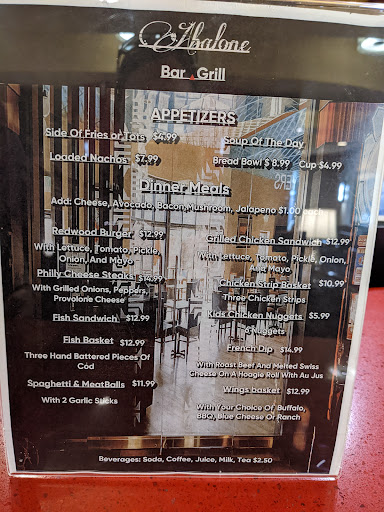 Abalone
Bar Grill
APPETIZERS
Side Of Fries or Tots $4.99
Soup Of The Day
Loaded Nachos $7.99
Bread Bowl $ 8.99 Cup $4.99
Dinner Meals
Add: Cheese, Avocado, Bacon,Mushroom, Jalapeno $1.00 each
Redwood Burger $12.99
With Lettuce, Tomato, Pickle,
Onion, And Mayo
Philly Cheese Steaks $14.99
With Grilled Onions, Peppers,
Provolone Cheese
Fish Sandwich $12.99
Fish Basket $12.99
Three Hand Battered Pieces Of
Cod
Spaghetti & MeatBalls $11.99
With 2 Garlic Sticks
Grilled Chicken Sandwich $12.99
With Lettuce, Tomato, Pickle, Onion,
And Mayo
Chicken Strip Basket $10.99
Three Chicken Strips
Kids Chicken Nuggets $5.99
Nuggets
French Dip $14.99
With Roast Beef And Melted Swiss
Cheese On A Hoagie Roll With Au Jus
Wings basket $12.99
With Your Choice Of Buffalo,
BBQ, Blue Cheese Or Ranch
Beverages: Soda, Coffee, Juice, Milk, Tea $2.50